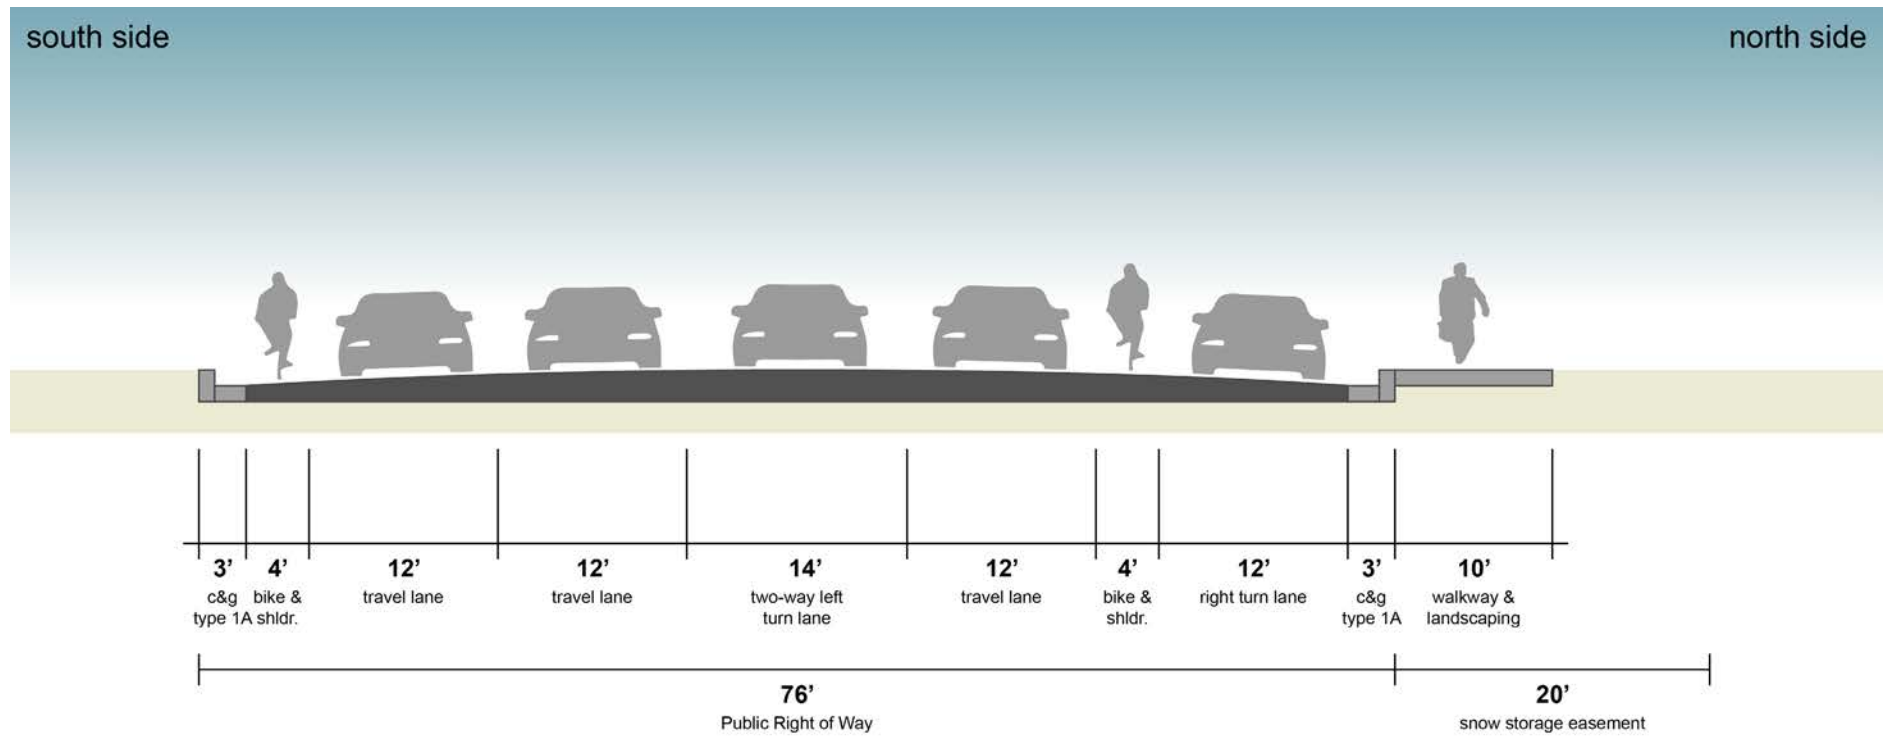 south side
north side
3’ 4’ 12’ 12’ 14’ 12’ 4’ 12’ 3’ 10’
c&g bike & travel lane travel lane two-way left travel lane bike & right turn lane c&g walkway &
type 1A shldr. turn lane shldr. type 1A landscaping
76’ 20’
Public Right of Way snow storage easement